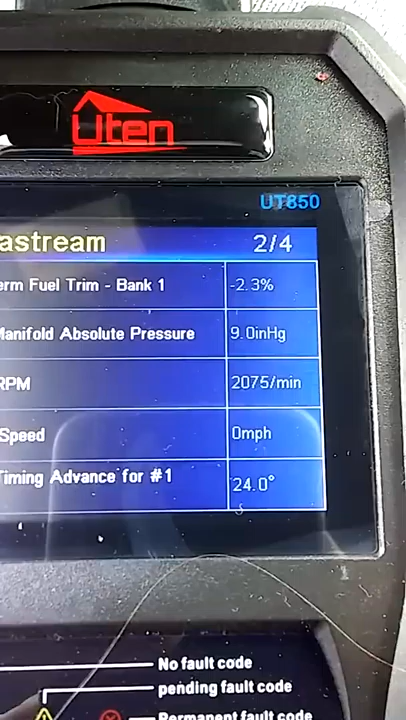 Uten
UT850
astream 2/4
erm Fuel Trim - Bank 1 -2.3%
Manifold Absolute Pressure 9.0inHg
RPM 2075/min
Speed 0mph
Timing Advance for #1 24.0°
No fault code
pending fault code
Permanent fault code